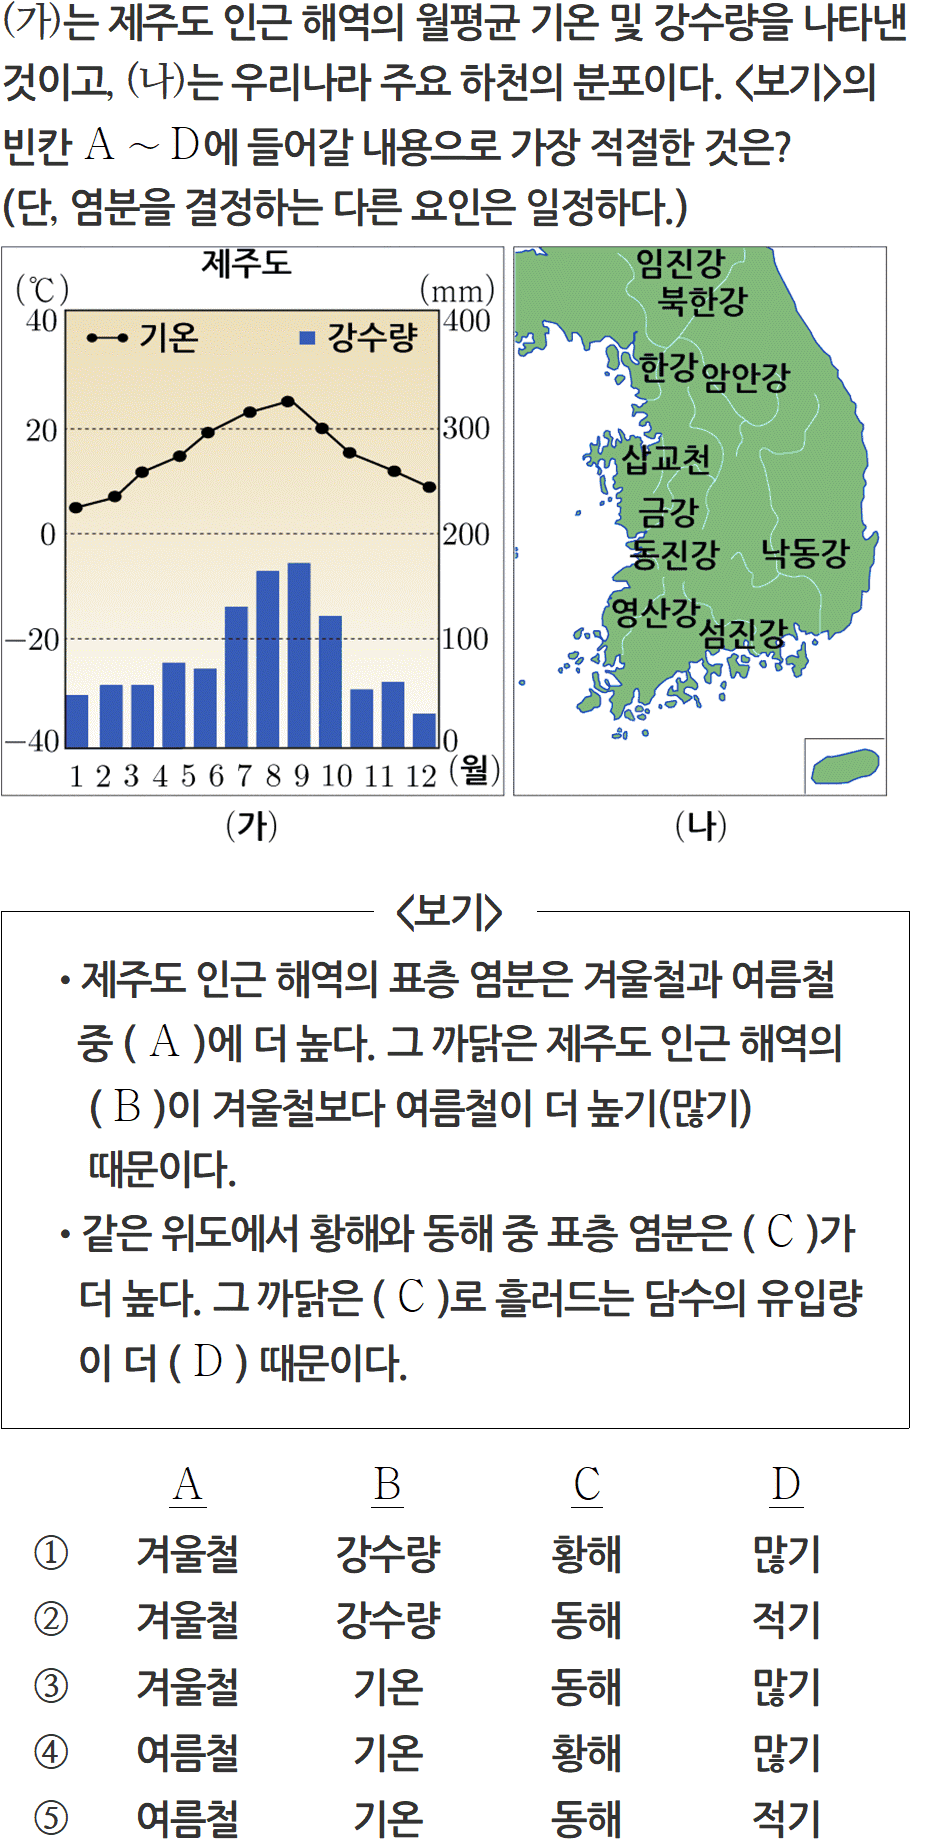 (가)는 제주도 인근 해역의 월평균 기온 및 강수량을 나타낸
것이고, (나)는 우리나라 주요 하천의 분포이다. <보기>의
빈칸 A ~ D에 들어갈 내용으로 가장 적절한 것은?
(단, 염분을 결정하는 다른 요인은 일정하다.)
제주도
(℃) (mm)
40 400
기온 강수량
20 300
0 200
-20 100
-40 0
1 2 3 4 5 6 7 8 9 10 11 12 (월)
(가)
임진강
북한강
한강 암안강
삽교천
금강
동진강 낙동강
영산강
섬진강
(나)
<보기>
• 제주도 인근 해역의 표층 염분은 겨울철과 여름철
중 ( A )에 더 높다. 그 까닭은 제주도 인근 해역의
( B )이 겨울철보다 여름철이 더 높기(많기)
때문이다.
• 같은 위도에서 황해와 동해 중 표층 염분은 ( C )가
더 높다. 그 까닭은 ( C )로 흘러드는 담수의 유입량
이 더 ( D ) 때문이다.
A B C D
① 겨울철 강수량 황해 많기
② 겨울철 강수량 동해 적기
③ 겨울철 기온 동해 많기
④ 여름철 기온 황해 많기
⑤ 여름철 기온 동해 적기